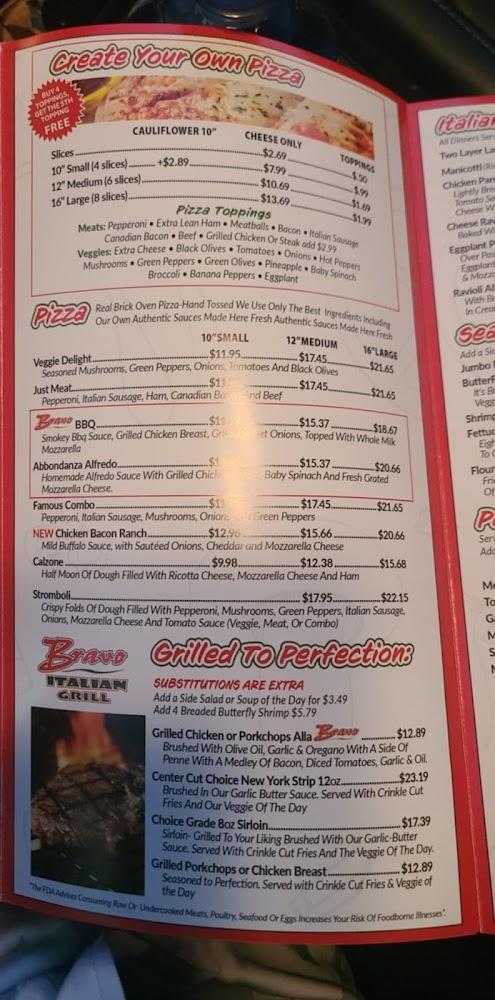 Create Your Own Pizza
BUY 4
TOPPINGS,
GET THE 5TH
TOPPING
FREE
CAULIFLOWER 10" CHEESE ONLY TOPPINGS
Slices $2.69 $.50
10" Small (4 slices) +$2.89 $7.99 $.99
12" Medium (6 slices) $10.69 $1.69
16" Large (8 slices) $13.69 $1.99
Pizza Toppings
Meats: Pepperoni • Extra Lean Ham • Meatballs • Bacon • Italian Sausage
Canadian Bacon • Beef • Grilled Chicken Or Steak add $2.99
Veggies: Extra Cheese • Black Olives • Tomatoes • Onions • Hot Peppers
Mushrooms • Green Peppers • Green Olives • Pineapple • Baby Spinach
Broccoli • Banana Peppers • Eggplant
Pizza
Real Brick Oven Pizza-Hand Tossed We Use Only The Best Ingredients Including
Our Own Authentic Sauces Made Here Fresh Authentic Sauces Made Here Fresh
10"SMALL 12"MEDIUM 16"LARGE
Veggie Delight $11.95 $17.45 $21.65
Seasoned Mushrooms, Green Peppers, Onions, Tomatoes And Black Olives
Just Meat $17.45 $21.65
Pepperoni, Italian Sausage, Ham, Canadian And Beef
Bravo BBQ $15.37 $18.67
Smokey Bbq Sauce, Grilled Chicken Breast, Onions, Topped With Whole Milk
Mozzarella
Abbondanza Alfredo $15.37 $20.66
Homemade Alfredo Sauce With Grilled Baby Spinach And Fresh Grated
Mozzarella Cheese.
Famous Combo $17.45 $21.65
Pepperoni, Italian Sausage, Mushrooms, Green Peppers
NEW Chicken Bacon Ranch $12.96 $15.66 $20.66
Mild Buffalo Sauce, with Sautéed Onions, Cheddar and Mozzarella Cheese
Calzone $9.98 $12.38 $15.68
Half Moon Of Dough Filled With Ricotta Cheese, Mozzarella Cheese And Ham
Stromboli $17.95 $22.15
Crispy Folds Of Dough Filled With Pepperoni, Mushrooms, Green Peppers, Italian Sausage,
Onions, Mozzarella Cheese And Tomato Sauce (Veggie, Meat, Or Combo)
Bravo
ITALIAN
GRILL
Grilled To Perfection:
SUBSTITUTIONS ARE EXTRA
Add a Side Salad or Soup of the Day for $3.49
Add 4 Breaded Butterfly Shrimp $5.79
Grilled Chicken or Porkchops Alla Bravo $12.89
Brushed With Olive Oil, Garlic & Oregano With A Side Of
Penne With A Medley Of Bacon, Diced Tomatoes, Garlic & Oil.
Center Cut Choice New York Strip 12oz $23.19
Brushed In Our Garlic Butter Sauce. Served With Crinkle Cut
Fries And Our Veggie Of The Day
Choice Grade 8oz Sirloin $17.39
Sirloin- Grilled To Your Liking Brushed With Our Garlic-Butter
Sauce. Served With Crinkle Cut Fries And The Veggie Of The Day.
Grilled Porkchops or Chicken Breast $12.89
Seasoned to Perfection. Served with Crinkle Cut Fries & Veggie of
the Day
"The FDA Advises Consuming Raw Or Undercooked Meats, Poultry, Seafood Or Eggs Increases Your Risk Of Foodborne Illnesses".
All Dinners
Two Layer
Manicotti
Chicken
Lightly
Tomato
Cheese
Eggplant
Over
Eggplant
& Mozz
Ravioli
With
In
Jumbo
It's
Shrimp
To